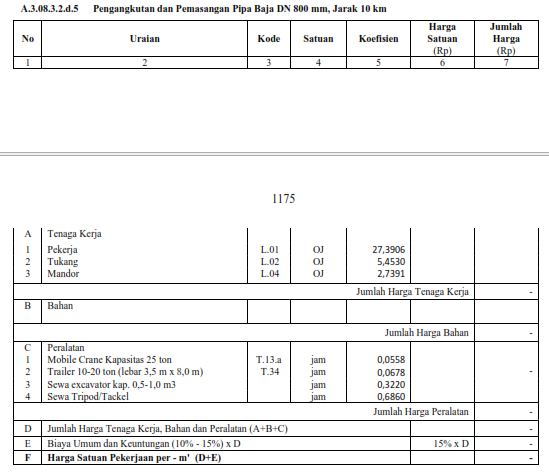 A.3.08.3.2.d.5 Pengangkutan dan Pemasangan Pipa Baja DN 800 mm, Jarak 10 km
No Uraian Kode Satuan Koefisien Harga Satuan (Rp) Jumlah Harga (Rp)
1 2 3 4 5 6 7
1175
A Tenaga Kerja
1 Pekerja L.01 OJ 27,3906
2 Tukang L.02 OJ 5,4530
3 Mandor L.04 OJ 2,7391
Jumlah Harga Tenaga Kerja -
B Bahan
Jumlah Harga Bahan -
C Peralatan
1 Mobile Crane Kapasitas 25 ton T.13.a jam 0,0558
2 Trailer 10-20 ton (lebar 3,5 m x 8,0 m) T.34 jam 0,0678 -
3 Sewa excavator kap. 0,5-1,0 m3 jam 0,3220
4 Sewa Tripod/Tackel jam 0,6860
Jumlah Harga Peralatan -
D Jumlah Harga Tenaga Kerja, Bahan dan Peralatan (A+B+C) -
E Biaya Umum dan Keuntungan (10% - 15%) x D 15% x D -
F Harga Satuan Pekerjaan per - m' (D+E) -